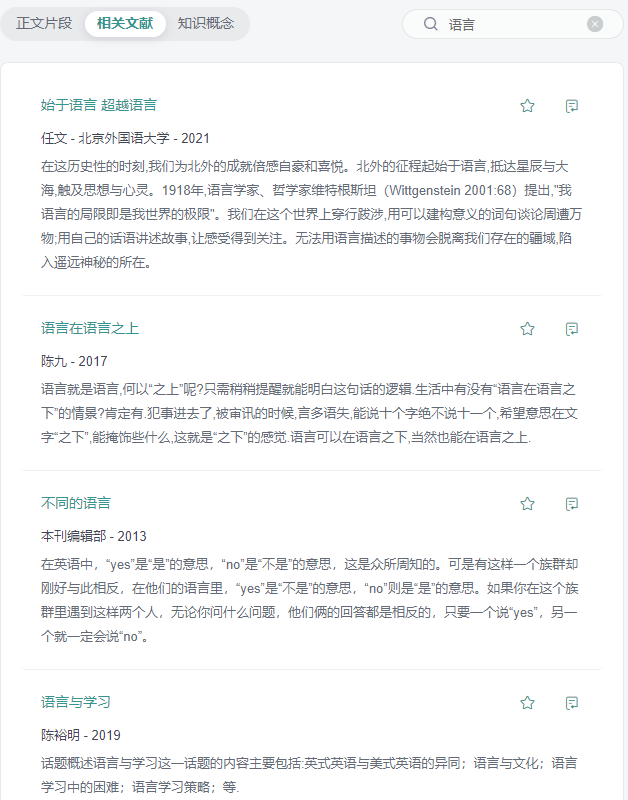 正文片段 相关文献 知识概念 语言
始于语言 超越语言
任文 - 北京外国语大学 - 2021
在这历史性的时刻,我们为北外的成就倍感自豪和喜悦。北外的征程起始于语言,抵达星辰与大
海,触及思想与心灵。1918年,语言学家、哲学家维特根斯坦（Wittgenstein 2001:68）提出,"我
语言的局限即是我世界的极限"。我们在这个世界上穿行跋涉,用可以建构意义的词句谈论周遭万
物;用自己的话语讲述故事,让感受得到关注。无法用语言描述的事物会脱离我们存在的疆域,陷
入遥远神秘的所在。
语言在语言之上
陈九 - 2017
语言就是语言,何以“之上”呢?只需稍稍提醒就能明白这句话的逻辑.生活中有没有“语言在语言之
下”的情景?肯定有.犯事进去了,被审讯的时候,言多语失,能说十个字绝不说十一个,希望意思在文
字“之下”,能掩饰些什么,这就是“之下”的感觉.语言可以在语言之下,当然也能在语言之上.
不同的语言
本刊编辑部 - 2013
在英语中，“yes”是“是”的意思，“no”是“不是”的意思，这是众所周知的。可是有这样一个族群却
刚好与此相反，在他们的语言里，“yes”是“不是”的意思，“no”则是“是”的意思。如果你在这个族
群里遇到这样两个人，无论你问什么问题，他们俩的回答都是相反的，只要一个说“yes”，另一
个就一定会说“no”。
语言与学习
陈裕明 - 2019
话题概述语言与学习这一话题的内容主要包括:英式英语与美式英语的异同；语言与文化；语言
学习中的困难；语言学习策略；等.